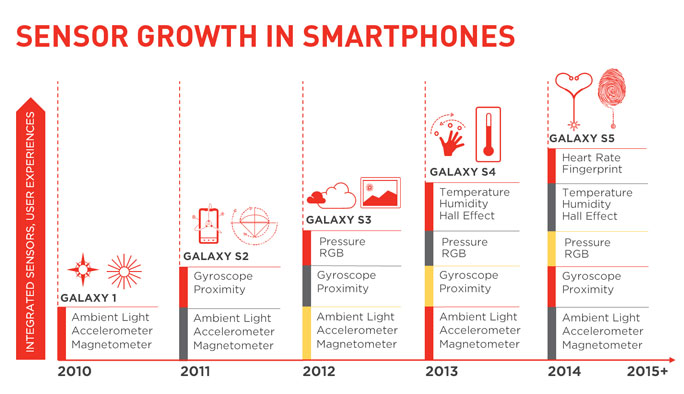 SENSOR GROWTH IN SMARTPHONES
INTEGRATED SENSORS, USER EXPERIENCES
GALAXY 1
Ambient Light
Accelerometer
Magnetometer
2010
GALAXY S2
Gyroscope
Proximity
Ambient Light
Accelerometer
Magnetometer
2011
GALAXY S3
Pressure
RGB
Gyroscope
Proximity
Ambient Light
Accelerometer
Magnetometer
2012
GALAXY S4
Temperature
Humidity
Hall Effect
Pressure
RGB
Gyroscope
Proximity
Ambient Light
Accelerometer
Magnetometer
2013
GALAXY S5
Heart Rate
Fingerprint
Temperature
Humidity
Hall Effect
Pressure
RGB
Gyroscope
Proximity
Ambient Light
Accelerometer
Magnetometer
2014
2015+